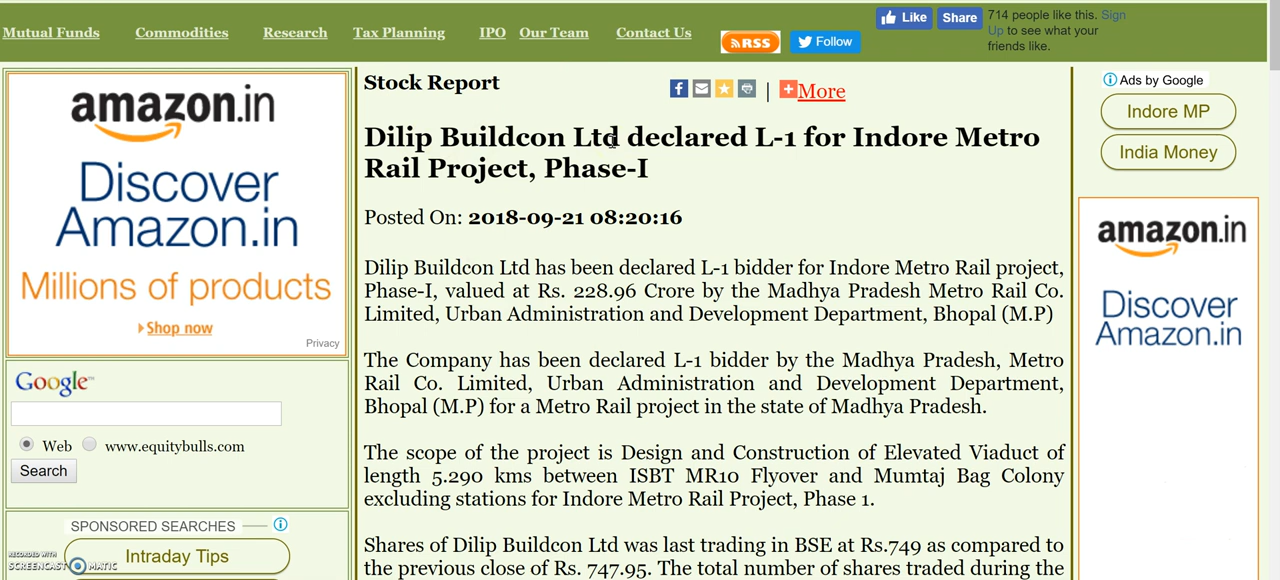 Mutual Funds Commodities Research Tax Planning IPO Our Team Contact Us
RSS
Follow
Like
Share
714 people like this. Sign
Up to see what your
friends like.
amazon.in
Discover
Amazon.in
Millions of products
Shop now
Privacy
Google™
Web www.equitybulls.com
Search
SPONSORED SEARCHES
Intraday Tips
RECORDED WITH
SCREENCAST MATIC
Stock Report
| More
Dilip Buildcon Ltd declared L-1 for Indore Metro
Rail Project, Phase-I
Posted On: 2018-09-21 08:20:16
Dilip Buildcon Ltd has been declared L-1 bidder for Indore Metro Rail project,
Phase-I, valued at Rs. 228.96 Crore by the Madhya Pradesh Metro Rail Co.
Limited, Urban Administration and Development Department, Bhopal (M.P)
The Company has been declared L-1 bidder by the Madhya Pradesh, Metro
Rail Co. Limited, Urban Administration and Development Department,
Bhopal (M.P) for a Metro Rail project in the state of Madhya Pradesh.
The scope of the project is Design and Construction of Elevated Viaduct of
length 5.290 kms between ISBT MR10 Flyover and Mumtaj Bag Colony
excluding stations for Indore Metro Rail Project, Phase 1.
Shares of Dilip Buildcon Ltd was last trading in BSE at Rs.749 as compared to
the previous close of Rs. 747.95. The total number of shares traded during the
Ads by Google
Indore MP
India Money
amazon.in
Discover
Amazon.in